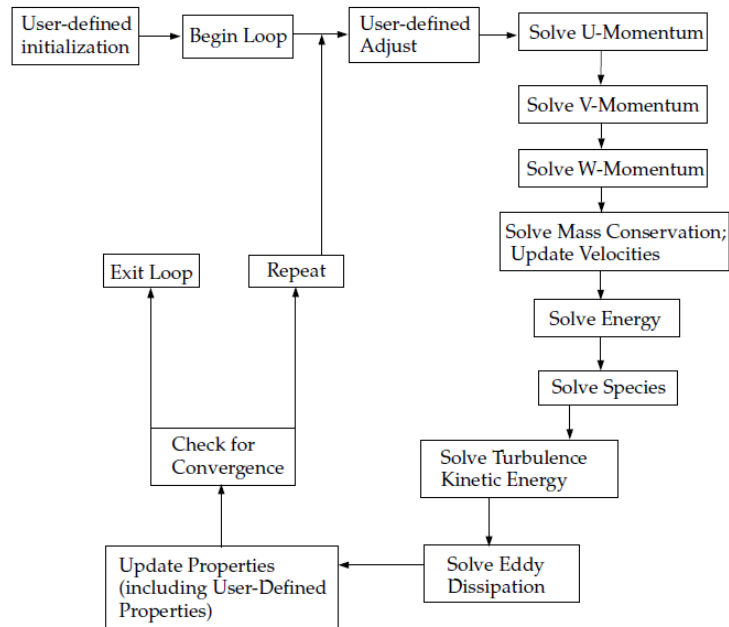 User-defined
initialization
Begin Loop
User-defined
Adjust
Solve U-Momentum
Solve V-Momentum
Solve W-Momentum
Solve Mass Conservation;
Update Velocities
Exit Loop
Repeat
Solve Energy
Solve Species
Check for
Convergence
Solve Turbulence
Kinetic Energy
Update Properties
(including User-Defined
Properties)
Solve Eddy
Dissipation